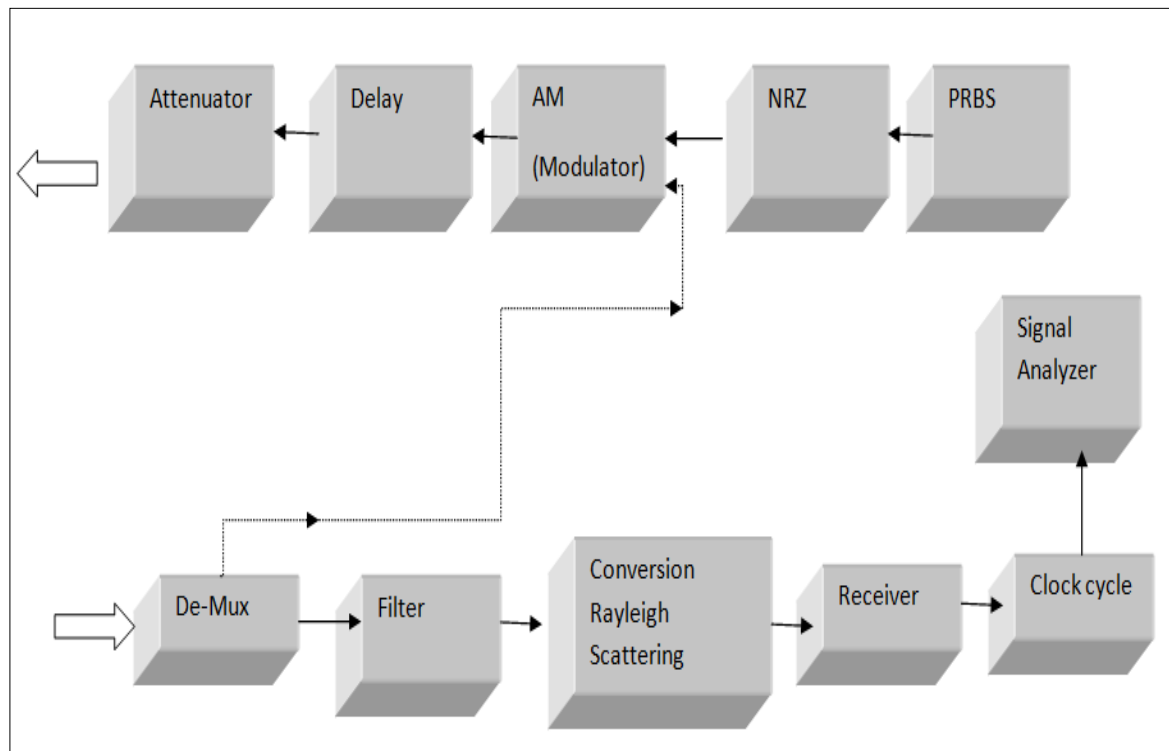 Attenuator
Delay
AM
(Modulator)
NRZ
PRBS
Signal
Analyzer
De-Mux
Filter
Conversion
Rayleigh
Scattering
Receiver
Clock cycle